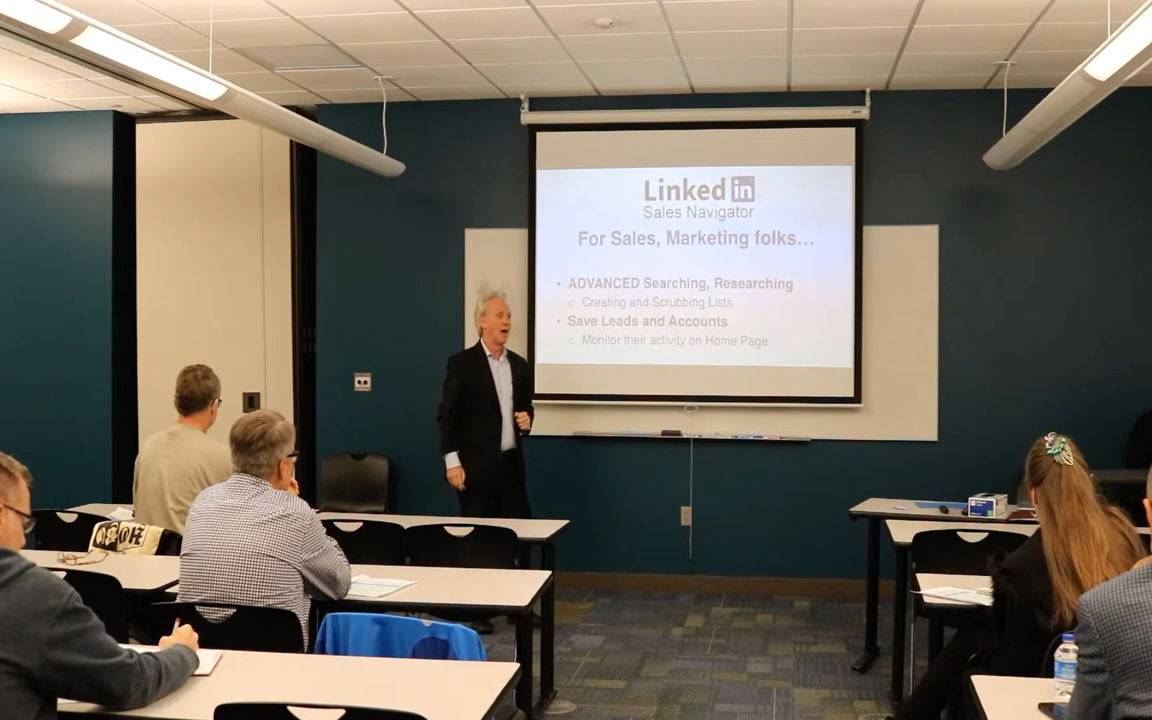 Linked in
Sales Navigator
For Sales, Marketing folks…
• ADVANCED Searching, Researching
o Creating and Scrubbing Lists
• Save Leads and Accounts
o Monitor their activity on Home Page